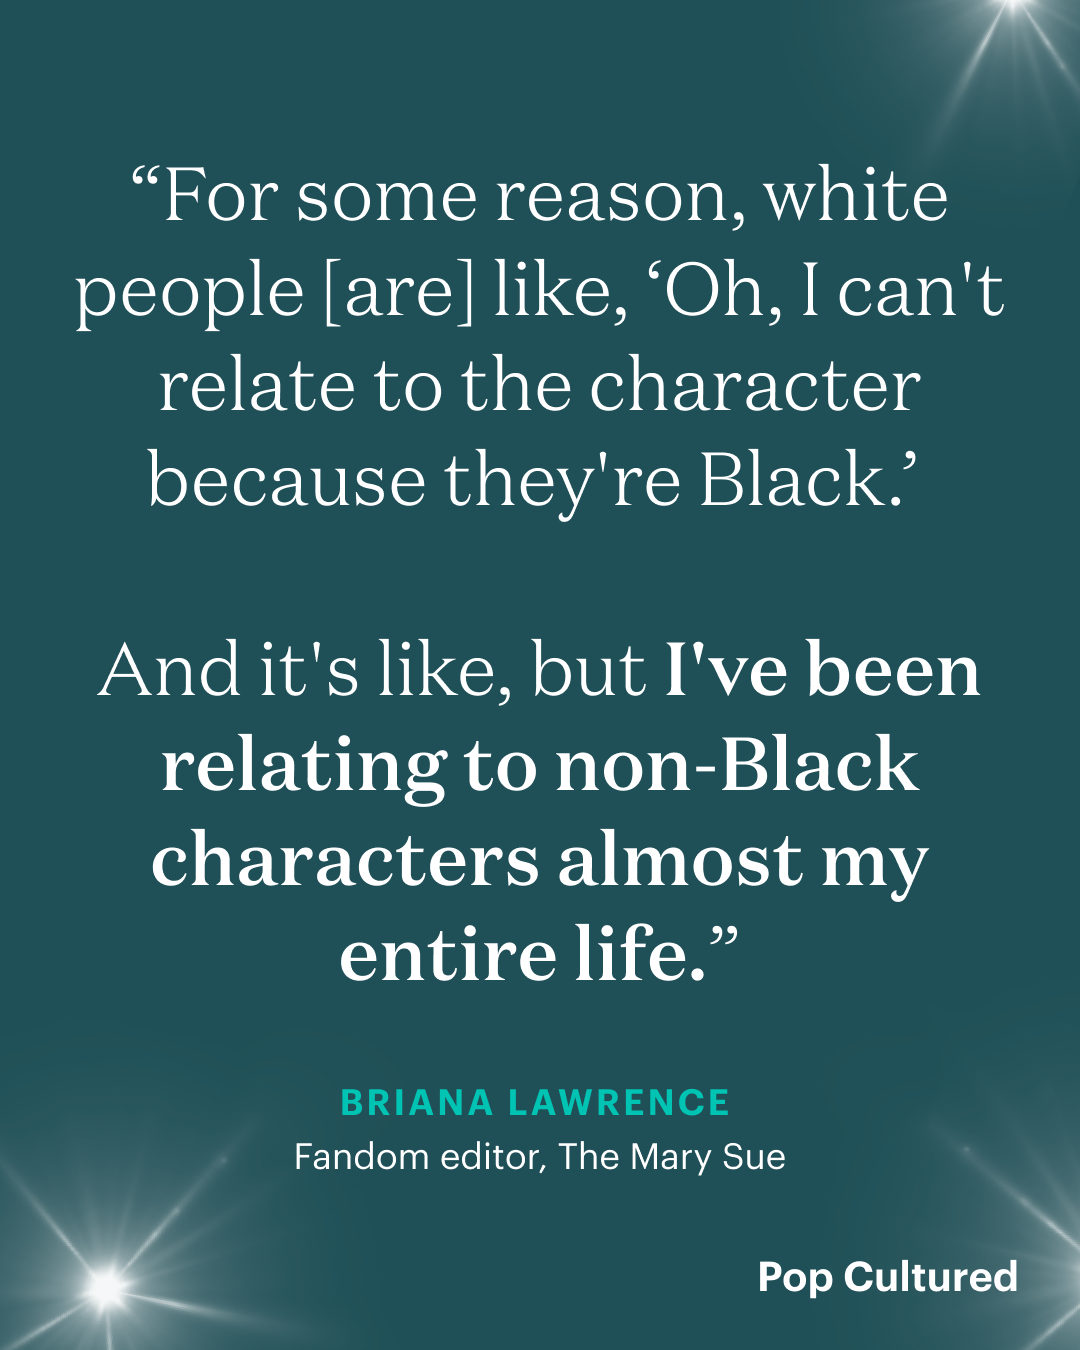 “For some reason, white
people [are] like, ‘Oh, I can't
relate to the character
because they're Black.’
And it's like, but I've been
relating to non-Black
characters almost my
entire life.”
BRIANA LAWRENCE
Fandom editor, The Mary Sue
Pop Cultured